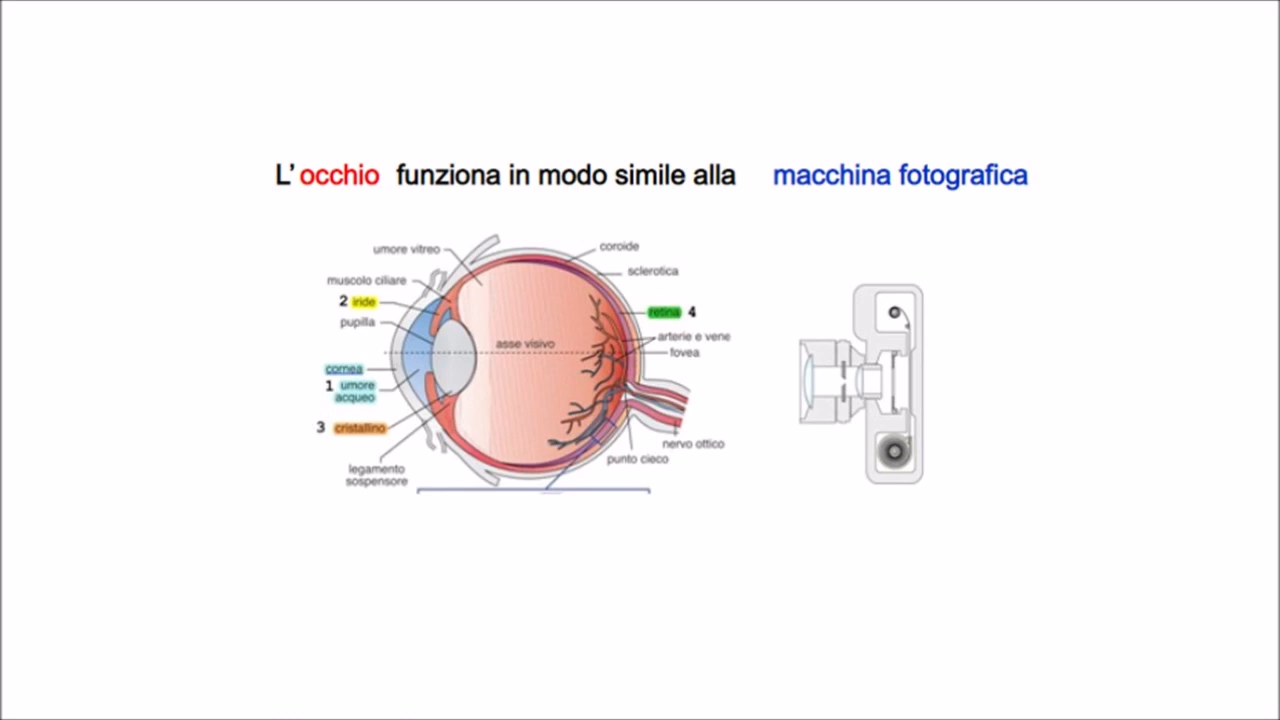 L' occhio funziona in modo simile alla macchina fotografica
umore vitreo
coroide
muscolo ciliare
sclerotica
2 iride
retina 4
pupilla
arterie e vene
asse visivo
fovea
cornea
1 umore
acqueo
3 cristallino
nervo ottico
punto cieco
legamento
sospensore